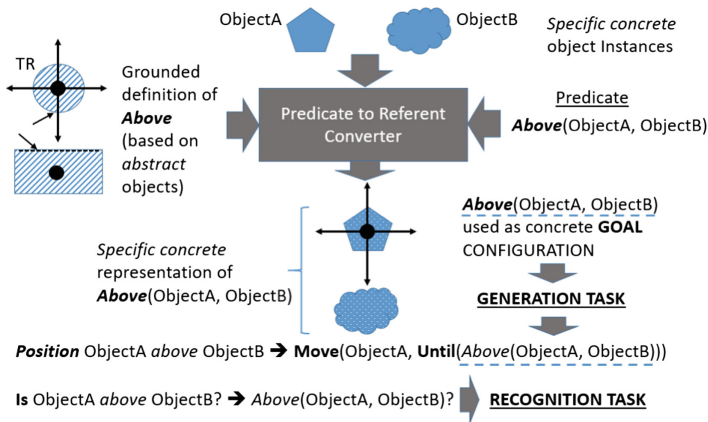 ObjectA
ObjectB
Specific concrete
object Instances
TR
Grounded
definition of
Above
(based on
abstract
objects)
Predicate to Referent
Converter
Predicate
Above(ObjectA, ObjectB)
Specific concrete
representation of
Above(ObjectA, ObjectB)
Above(ObjectA, ObjectB)
used as concrete GOAL
CONFIGURATION
GENERATION TASK
Position ObjectA above ObjectB ➔ Move(ObjectA, Until(Above(ObjectA, ObjectB)))
Is ObjectA above ObjectB? ➔ Above(ObjectA, ObjectB)?
RECOGNITION TASK